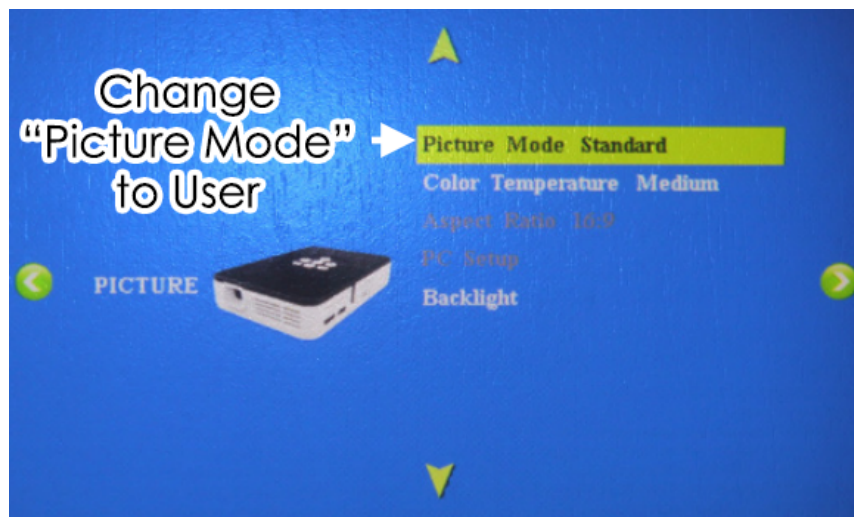 Change
“Picture Mode”
to User
Picture Mode Standard
Color Temperature Medium
Aspect Ratio 16:9
PC Setup
PICTURE
Backlight